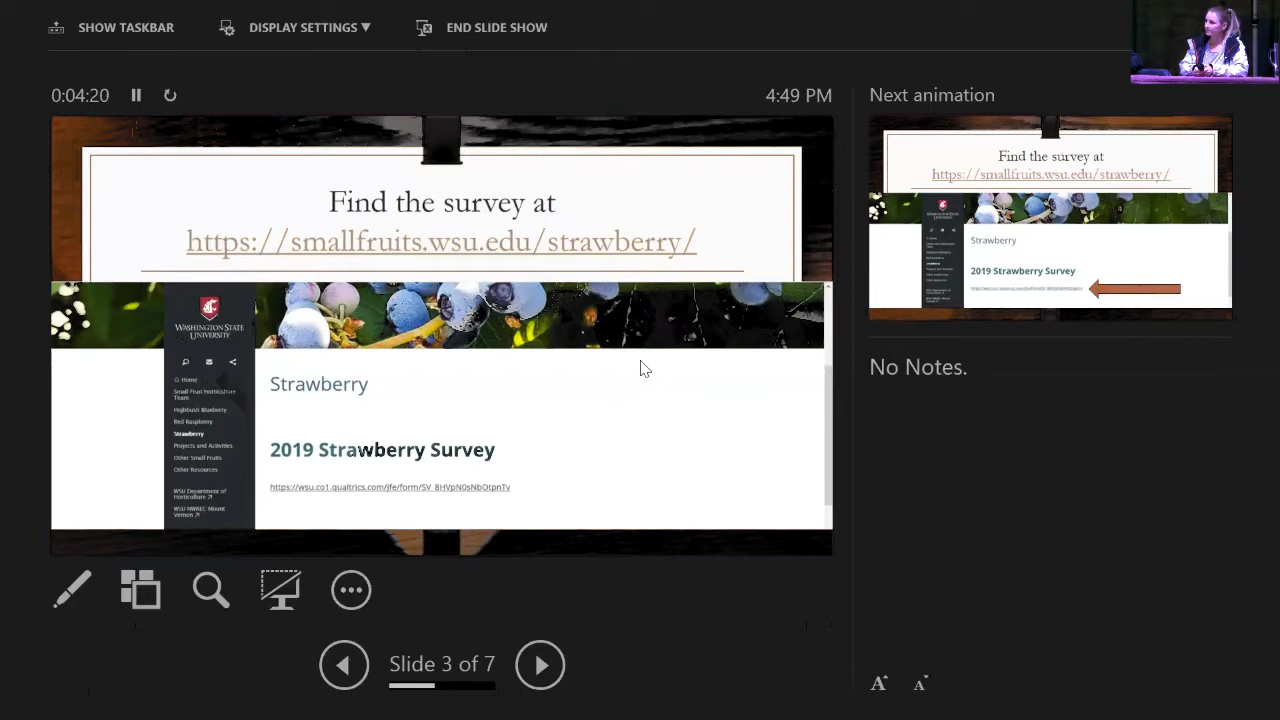 SHOW TASKBAR
DISPLAY SETTINGS ▼
END SLIDE SHOW
0:04:20
4:49 PM
Find the survey at
https://smallfruits.wsu.edu/strawberry/
WASHINGTON STATE
UNIVERSITY
Home
Small Fruit Horticulture
Team
Highbush Blueberry
Red Raspberry
Strawberry
Projects and Activities
Other Small Fruits
Other Resources
WSU Department of
Horticulture
WSU NWREC Mount
Vernon
Strawberry
2019 Strawberry Survey
https://wsu.co1.qualtrics.com/jfe/form/SV_8HVpN0sNbOtpnTv
Next animation
Find the survey at
https://smallfruits.wsu.edu/strawberry/
Strawberry
2019 Strawberry Survey
No Notes.
Slide 3 of 7
A
A